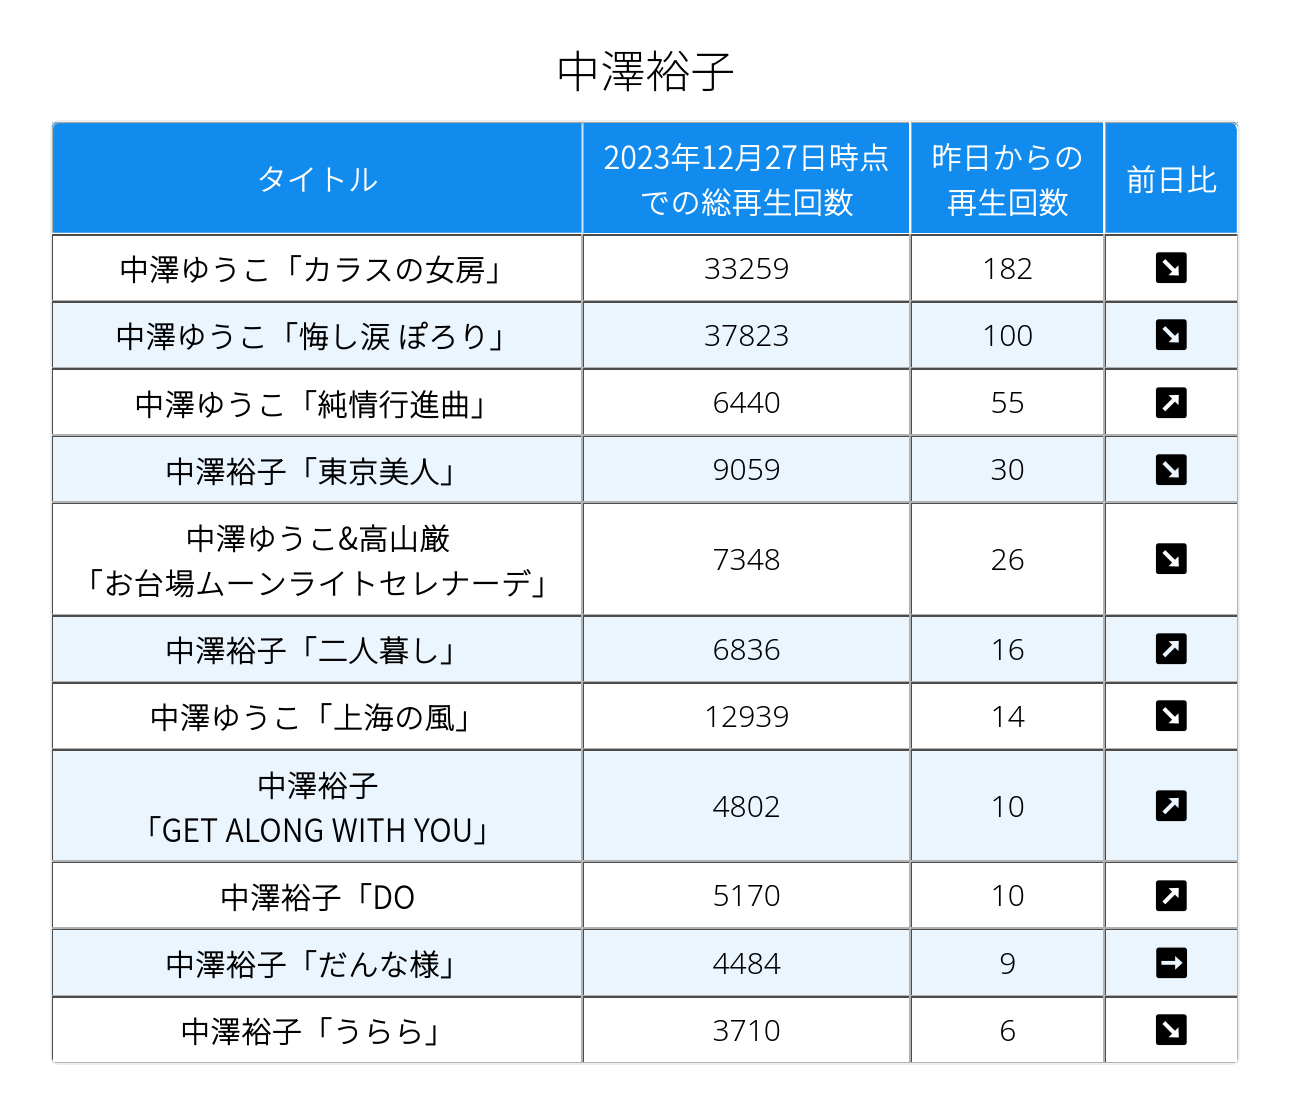 中澤裕子
タイトル 2023年12月27日時点 昨日からの 前日比
での総再生回数 再生回数
中澤ゆうこ「カラスの女房」 33259 182 ↘
中澤ゆうこ「悔し涙 ぽろり」 37823 100 ↘
中澤ゆうこ「純情行進曲」 6440 55 ↗
中澤裕子「東京美人」 9059 30 ↘
中澤ゆうこ&高山厳
「お台場ムーンライトセレナーデ」 7348 26 ↘
中澤裕子「二人暮し」 6836 16 ↗
中澤ゆうこ「上海の風」 12939 14 ↘
中澤裕子
「GET ALONG WITH YOU」 4802 10 ↗
中澤裕子「DO 5170 10 ↗
中澤裕子「だんな様」 4484 9 →
中澤裕子「うらら」 3710 6 ↘